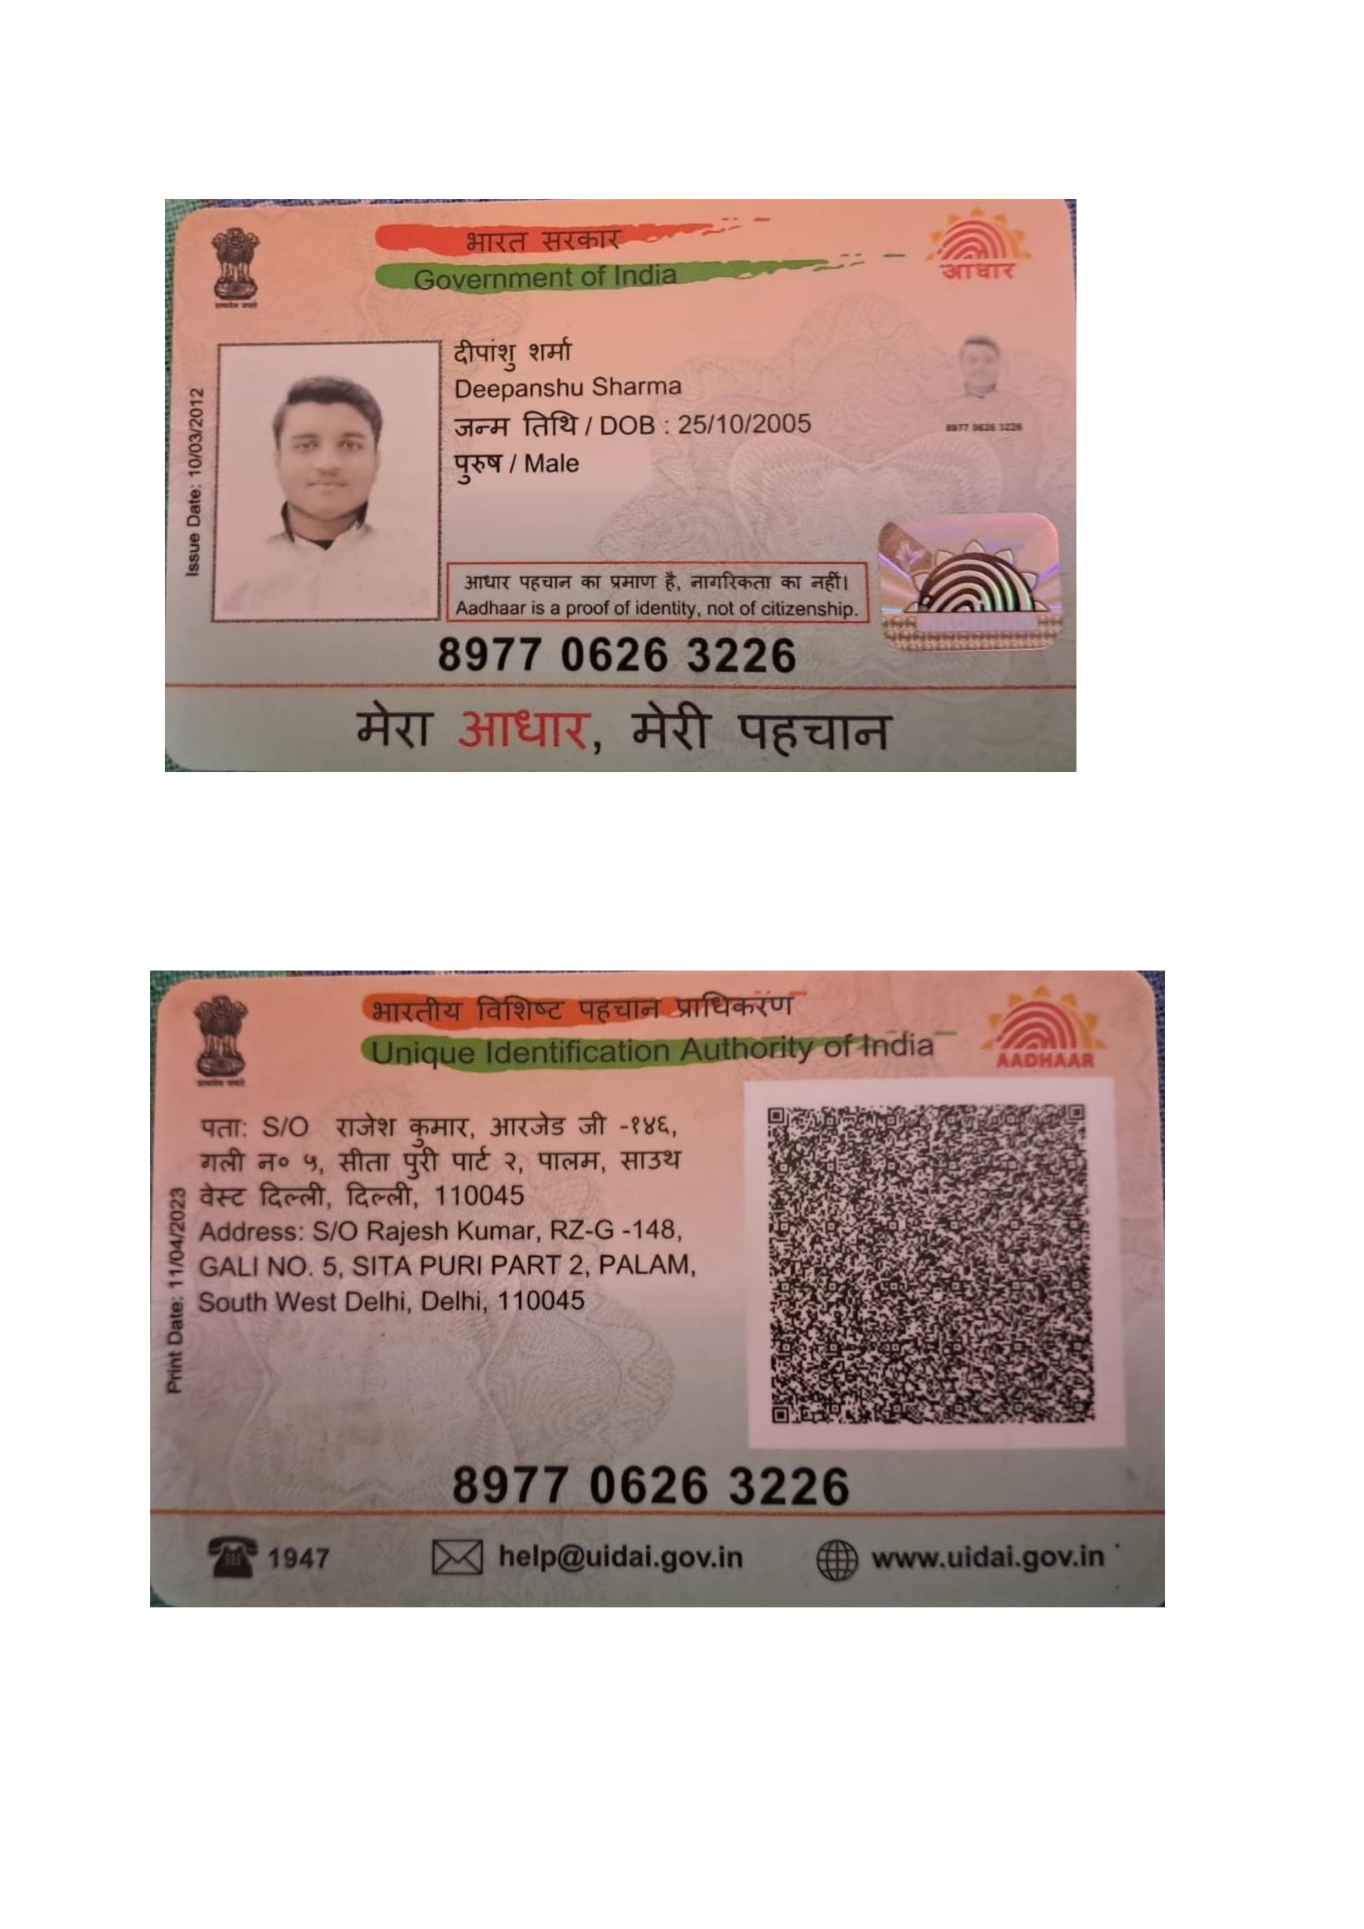 भारत सरकार
Government of India
आधार
Issue Date: 10/03/2012
दीपांशु शर्मा
Deepanshu Sharma
जन्म तिथि / DOB : 25/10/2005
पुरुष / Male
8977 0626 3226
आधार पहचान का प्रमाण है, नागरिकता का नहीं।
Aadhaar is a proof of identity, not of citizenship.
8977 0626 3226
मेरा आधार, मेरी पहचान
भारतीय विशिष्ट पहचान प्राधिकरण
Unique Identification Authority of India
AADHAAR
Print Date: 11/04/2023
पता: S/O राजेश कुमार, आरजेड जी -१४६,
गली न० ५, सीता पुरी पार्ट २, पालम, साउथ
वेस्ट दिल्ली, दिल्ली, 110045
Address: S/O Rajesh Kumar, RZ-G -148,
GALI NO. 5, SITA PURI PART 2, PALAM,
South West Delhi, Delhi, 110045
8977 0626 3226
1947
help@uidai.gov.in
www.uidai.gov.in